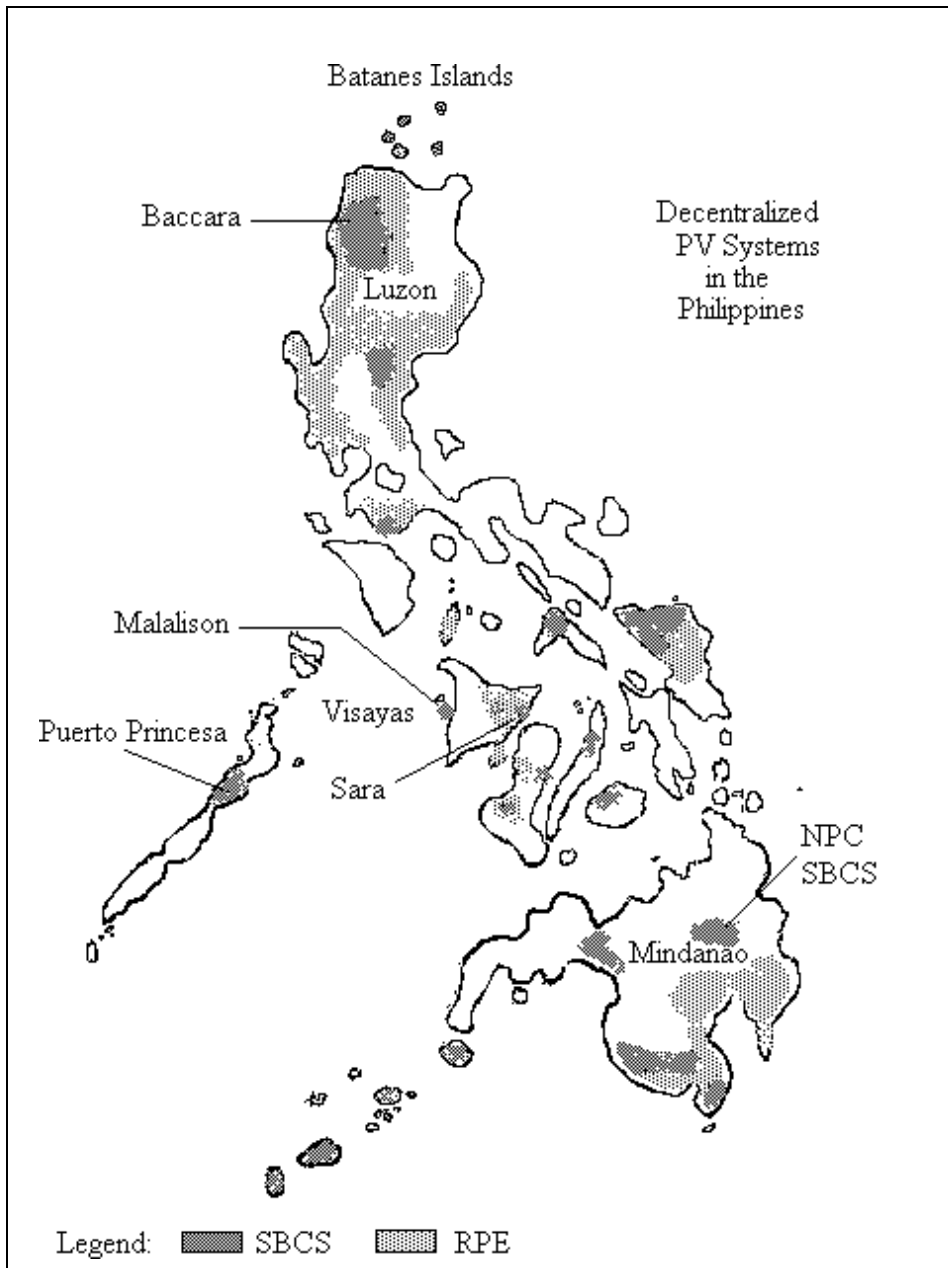 Batanes Islands
Baccara
Decentralized
PV Systems
in the
Philippines
Luzon
Malalison
Visayas
Puerto Princesa
Sara
NPC
SBCS
Mindanao
Legend: SBCS RPE